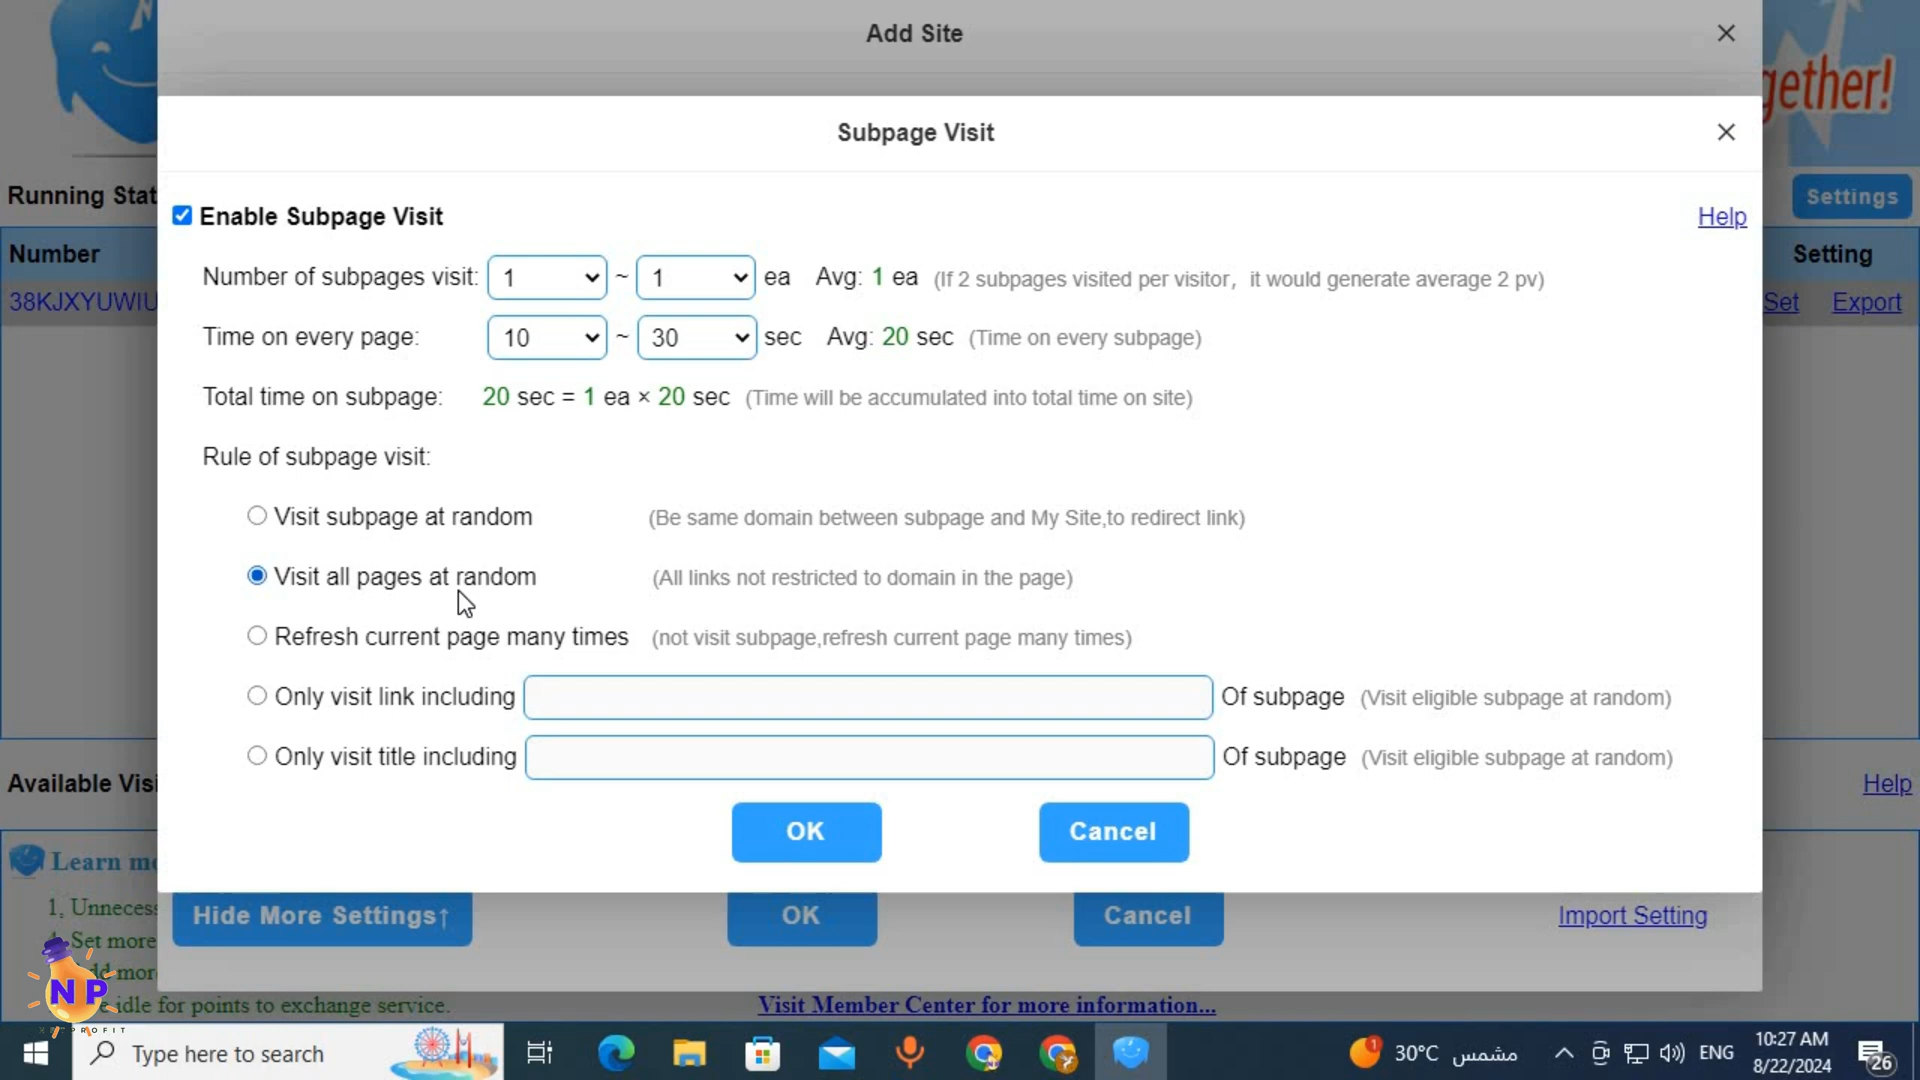 Add Site
gether!
Subpage Visit
Running Stat
Enable Subpage Visit
Help
Settings
Number
Setting
Number of subpages visit: 1 ~ 1 ea Avg: 1 ea (If 2 subpages visited per visitor, it would generate average 2 pv)
38KJXYUWIU
Set Export
Time on every page: 10 ~ 30 sec Avg: 20 sec (Time on every subpage)
Total time on subpage: 20 sec = 1 ea × 20 sec (Time will be accumulated into total time on site)
Rule of subpage visit:
Visit subpage at random (Be same domain between subpage and My Site,to redirect link)
Visit all pages at random (All links not restricted to domain in the page)
Refresh current page many times (not visit subpage,refresh current page many times)
Only visit link including Of subpage (Visit eligible subpage at random)
Only visit title including Of subpage (Visit eligible subpage at random)
Available Visi
Help
OK Cancel
Learn mo
1, Unnecess
Hide More Settings↑ OK Cancel Import Setting
Set more
dd mor
NP
e idle for points to exchange service.
Visit Member Center for more information...
Type here to search
1
30°C مشمس
ENG
10:27 AM
8/22/2024
26